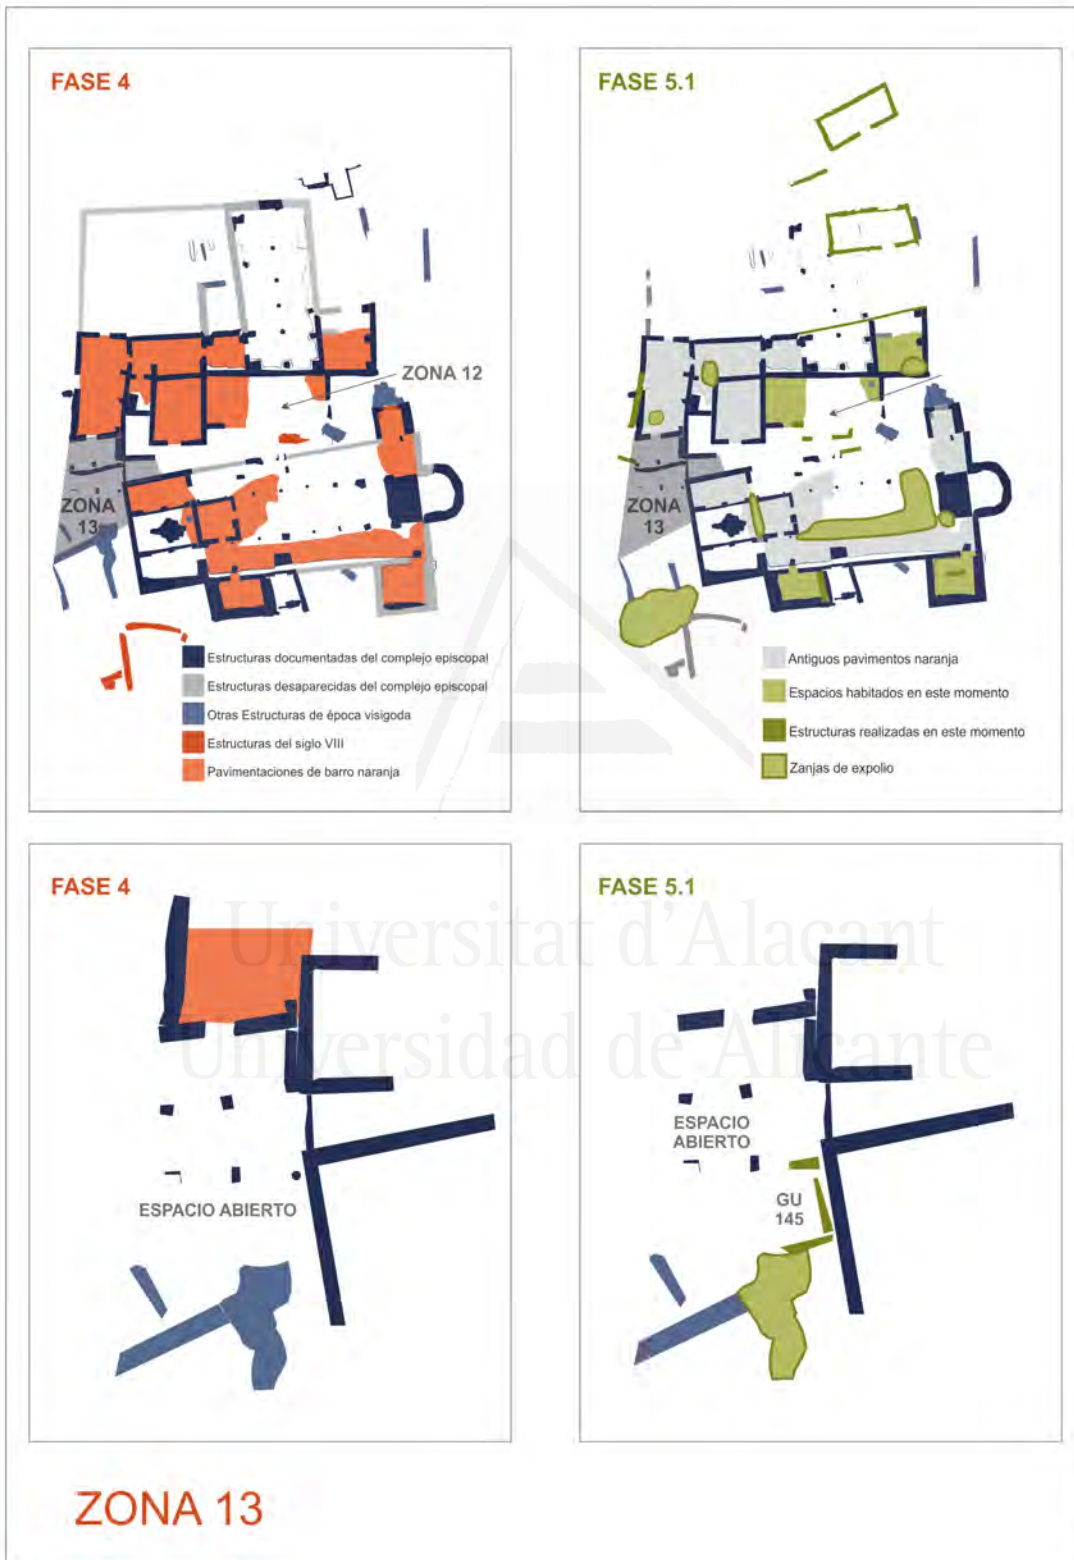 FASE 4
ZONA 12
ZONA
13
Estructuras documentadas del complejo episcopal
Estructuras desaparecidas del complejo episcopal
Otras Estructuras de época visigoda
Estructuras del siglo VIII
Pavimentaciones de barro naranja
FASE 5.1
ZONA
13
Antiguos pavimentos naranja
Espacios habitados en este momento
Estructuras realizadas en este momento
Zanjas de expolio
FASE 4
ESPACIO ABIERTO
FASE 5.1
ESPACIO
ABIERTO
GU
145
Universitat d'Alacant
Universidad de Alicante
ZONA 13